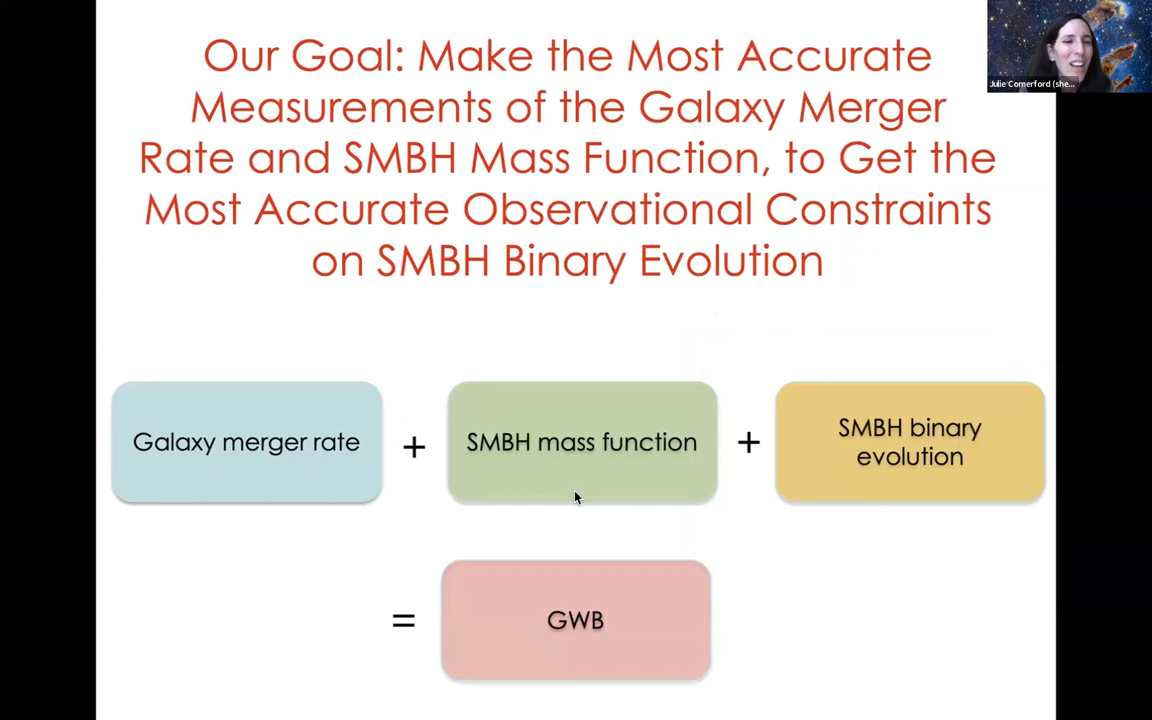 Our Goal: Make the Most Accurate
Measurements of the Galaxy Merger
Rate and SMBH Mass Function, to Get the
Most Accurate Observational Constraints
on SMBH Binary Evolution
Julie Comerford (she...
Galaxy merger rate
+
SMBH mass function
+
SMBH binary
evolution
=
GWB